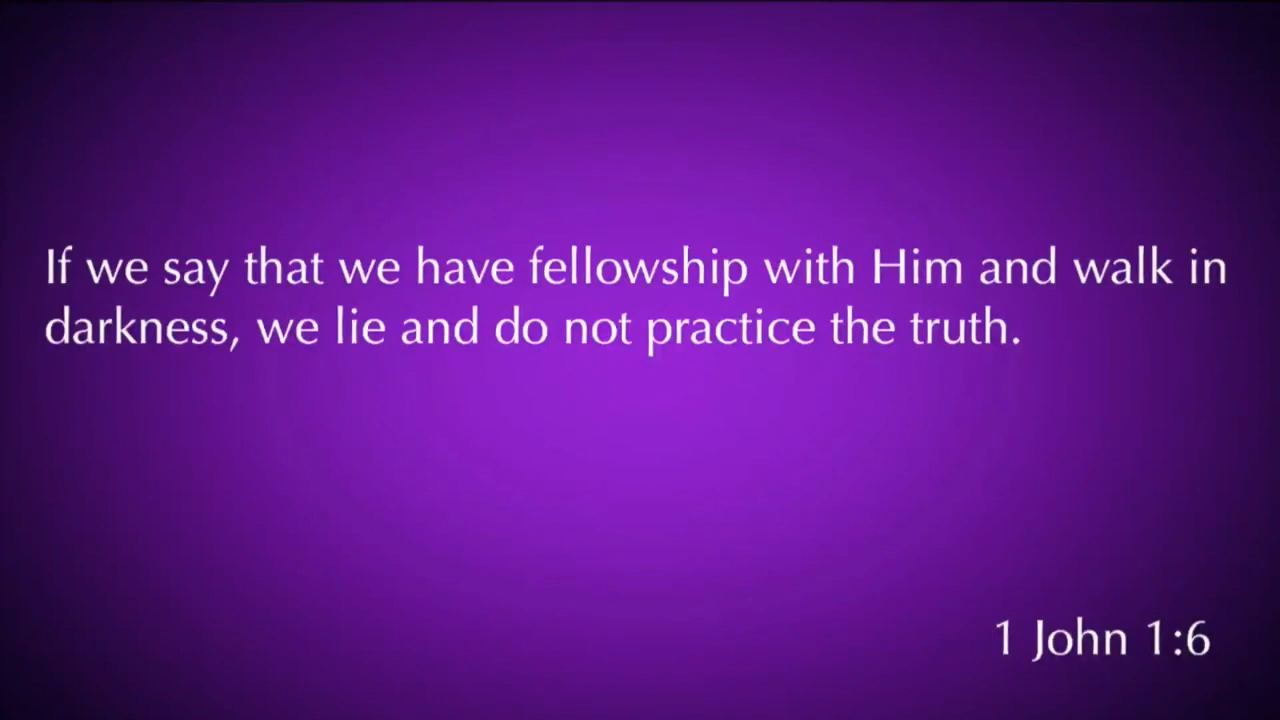 If we say that we have fellowship with Him and walk in
darkness, we lie and do not practice the truth.
1 John 1:6